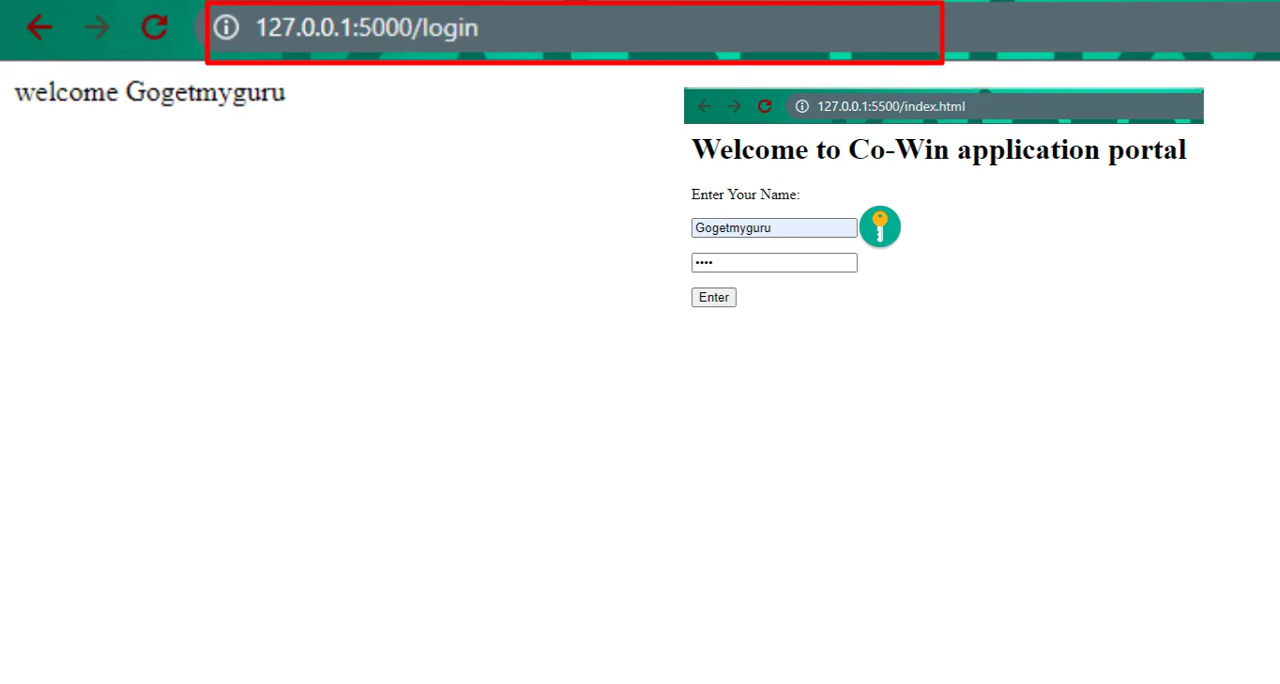 127.0.0.1:5000/login
welcome Gogetmyguru
127.0.0.1:5500/index.html
Welcome to Co-Win application portal
Enter Your Name:
Gogetmyguru
••••
Enter